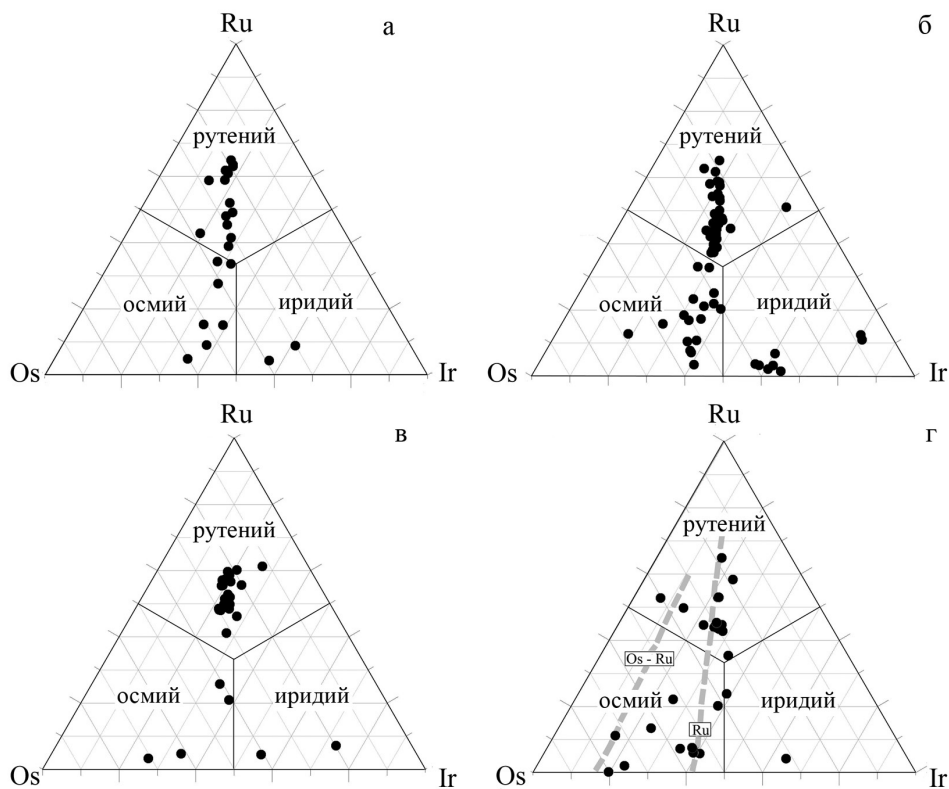 Ru
а
рутений
осмий
иридий
Os
Ir
Ru
б
рутений
осмий
иридий
Os
Ir
Ru
в
рутений
осмий
иридий
Os
Ir
Ru
г
рутений
Os - Ru
осмий
иридий
Ru
Os
Ir